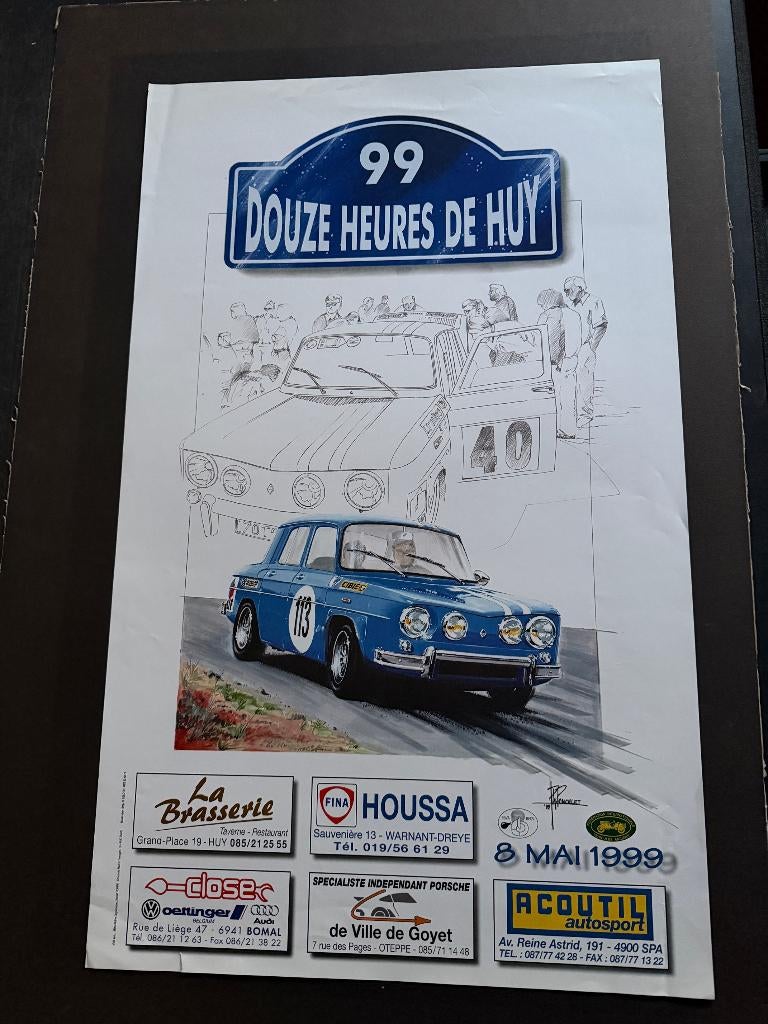 99
DOUZE HEURES DE HUY
40
CIBIE
113
8 MAI 1999
La
Brasserie
Taverne - Restaurant
Grand-Place 19 - HUY 085/21 25 55
FINA HOUSSA
Sauvenière 13 - WARNANT-DREYE
Tél. 019/56 61 29
close
oettinger Audi
BELGIUM
Rue de Liège 47 - 6941 BOMAL
Tél. 086/21 12 63 - Fax 086/21 38 22
SPECIALISTE INDEPENDANT PORSCHE
de Ville de Goyet
7 rue des Pages - OTEPPE - 085/71 14 48
ACOUTIL
autosport
Av. Reine Astrid, 191 - 4900 SPA
TEL. : 087/77 42 28 - FAX : 087/77 13 22